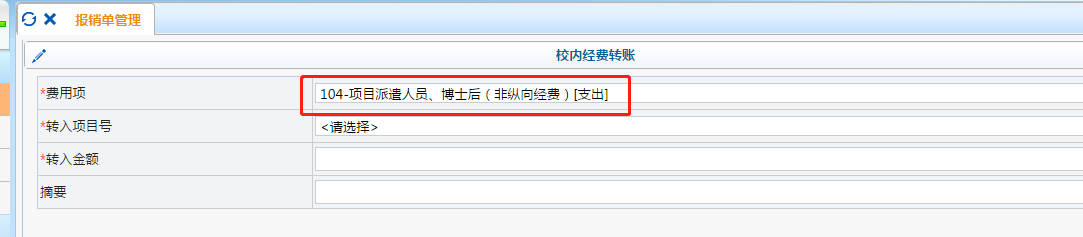 报销单管理
校内经费转账
*费用项
104-项目派遣人员、博士后（非纵向经费）[支出]
*转入项目号
<请选择>
*转入金额
摘要